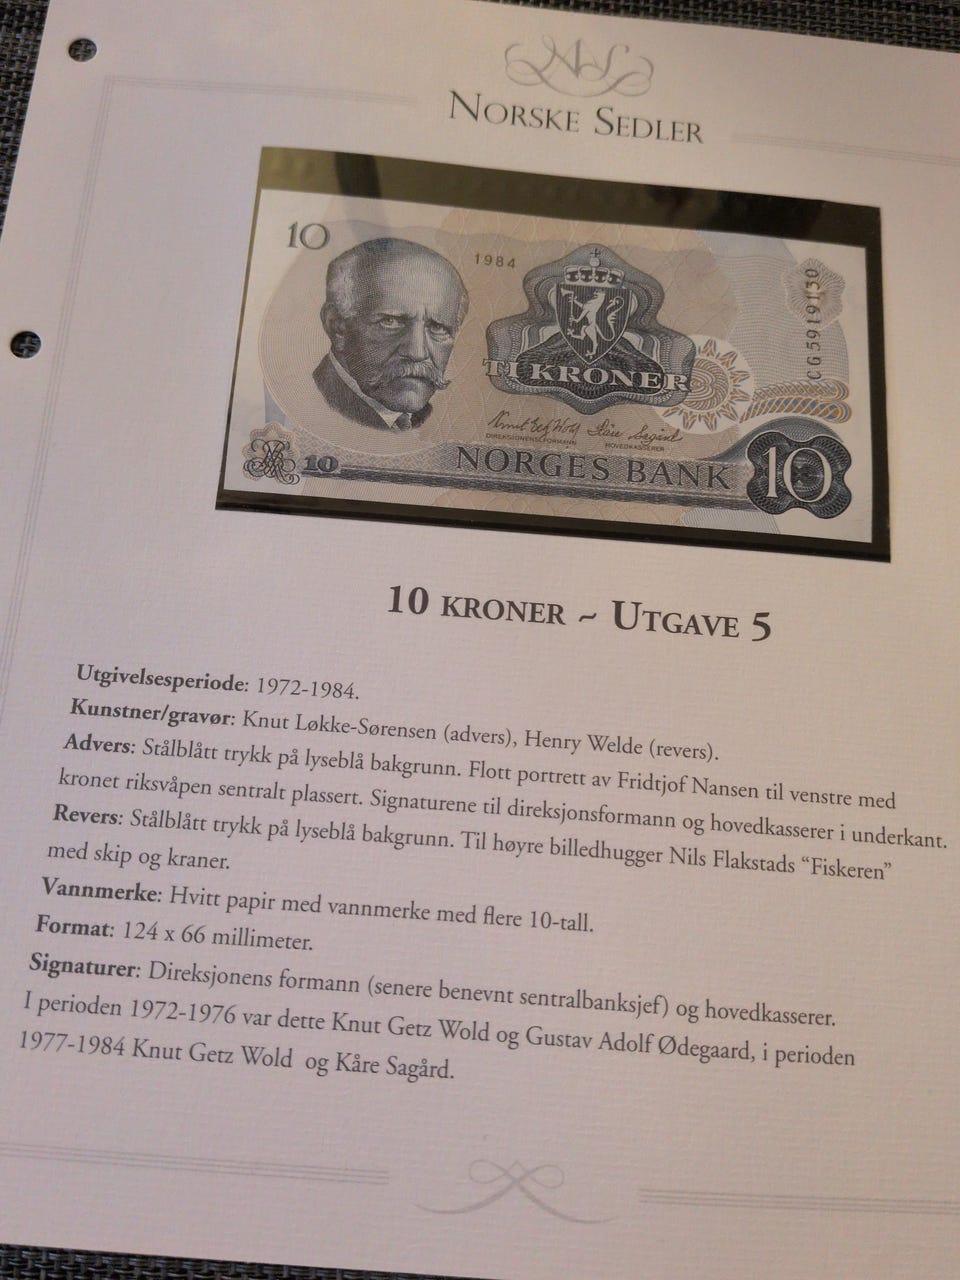 NORSKE SEDLER
10
1984
TI KRONER
CG5919130
Knut Getz Wold Kåre Sagård
DIREKSJONENS FORMANN HOVEDKASSERER
10 NORGES BANK 10
10 KRONER ~ UTGAVE 5
Utgivelsesperiode: 1972-1984.
Kunstner/gravør: Knut Løkke-Sørensen (advers), Henry Welde (revers).
Advers: Stålblått trykk på lyseblå bakgrunn. Flott portrett av Fridtjof Nansen til venstre med
kronet riksvåpen sentralt plassert. Signaturene til direksjonsformann og hovedkasserer i underkant.
Revers: Stålblått trykk på lyseblå bakgrunn. Til høyre billedhugger Nils Flakstads “Fiskeren”
med skip og kraner.
Vannmerke: Hvitt papir med vannmerke med flere 10-tall.
Format: 124 x 66 millimeter.
Signaturer: Direksjonens formann (senere benevnt sentralbanksjef) og hovedkasserer.
I perioden 1972-1976 var dette Knut Getz Wold og Gustav Adolf Ødegaard, i perioden
1977-1984 Knut Getz Wold og Kåre Sagård.